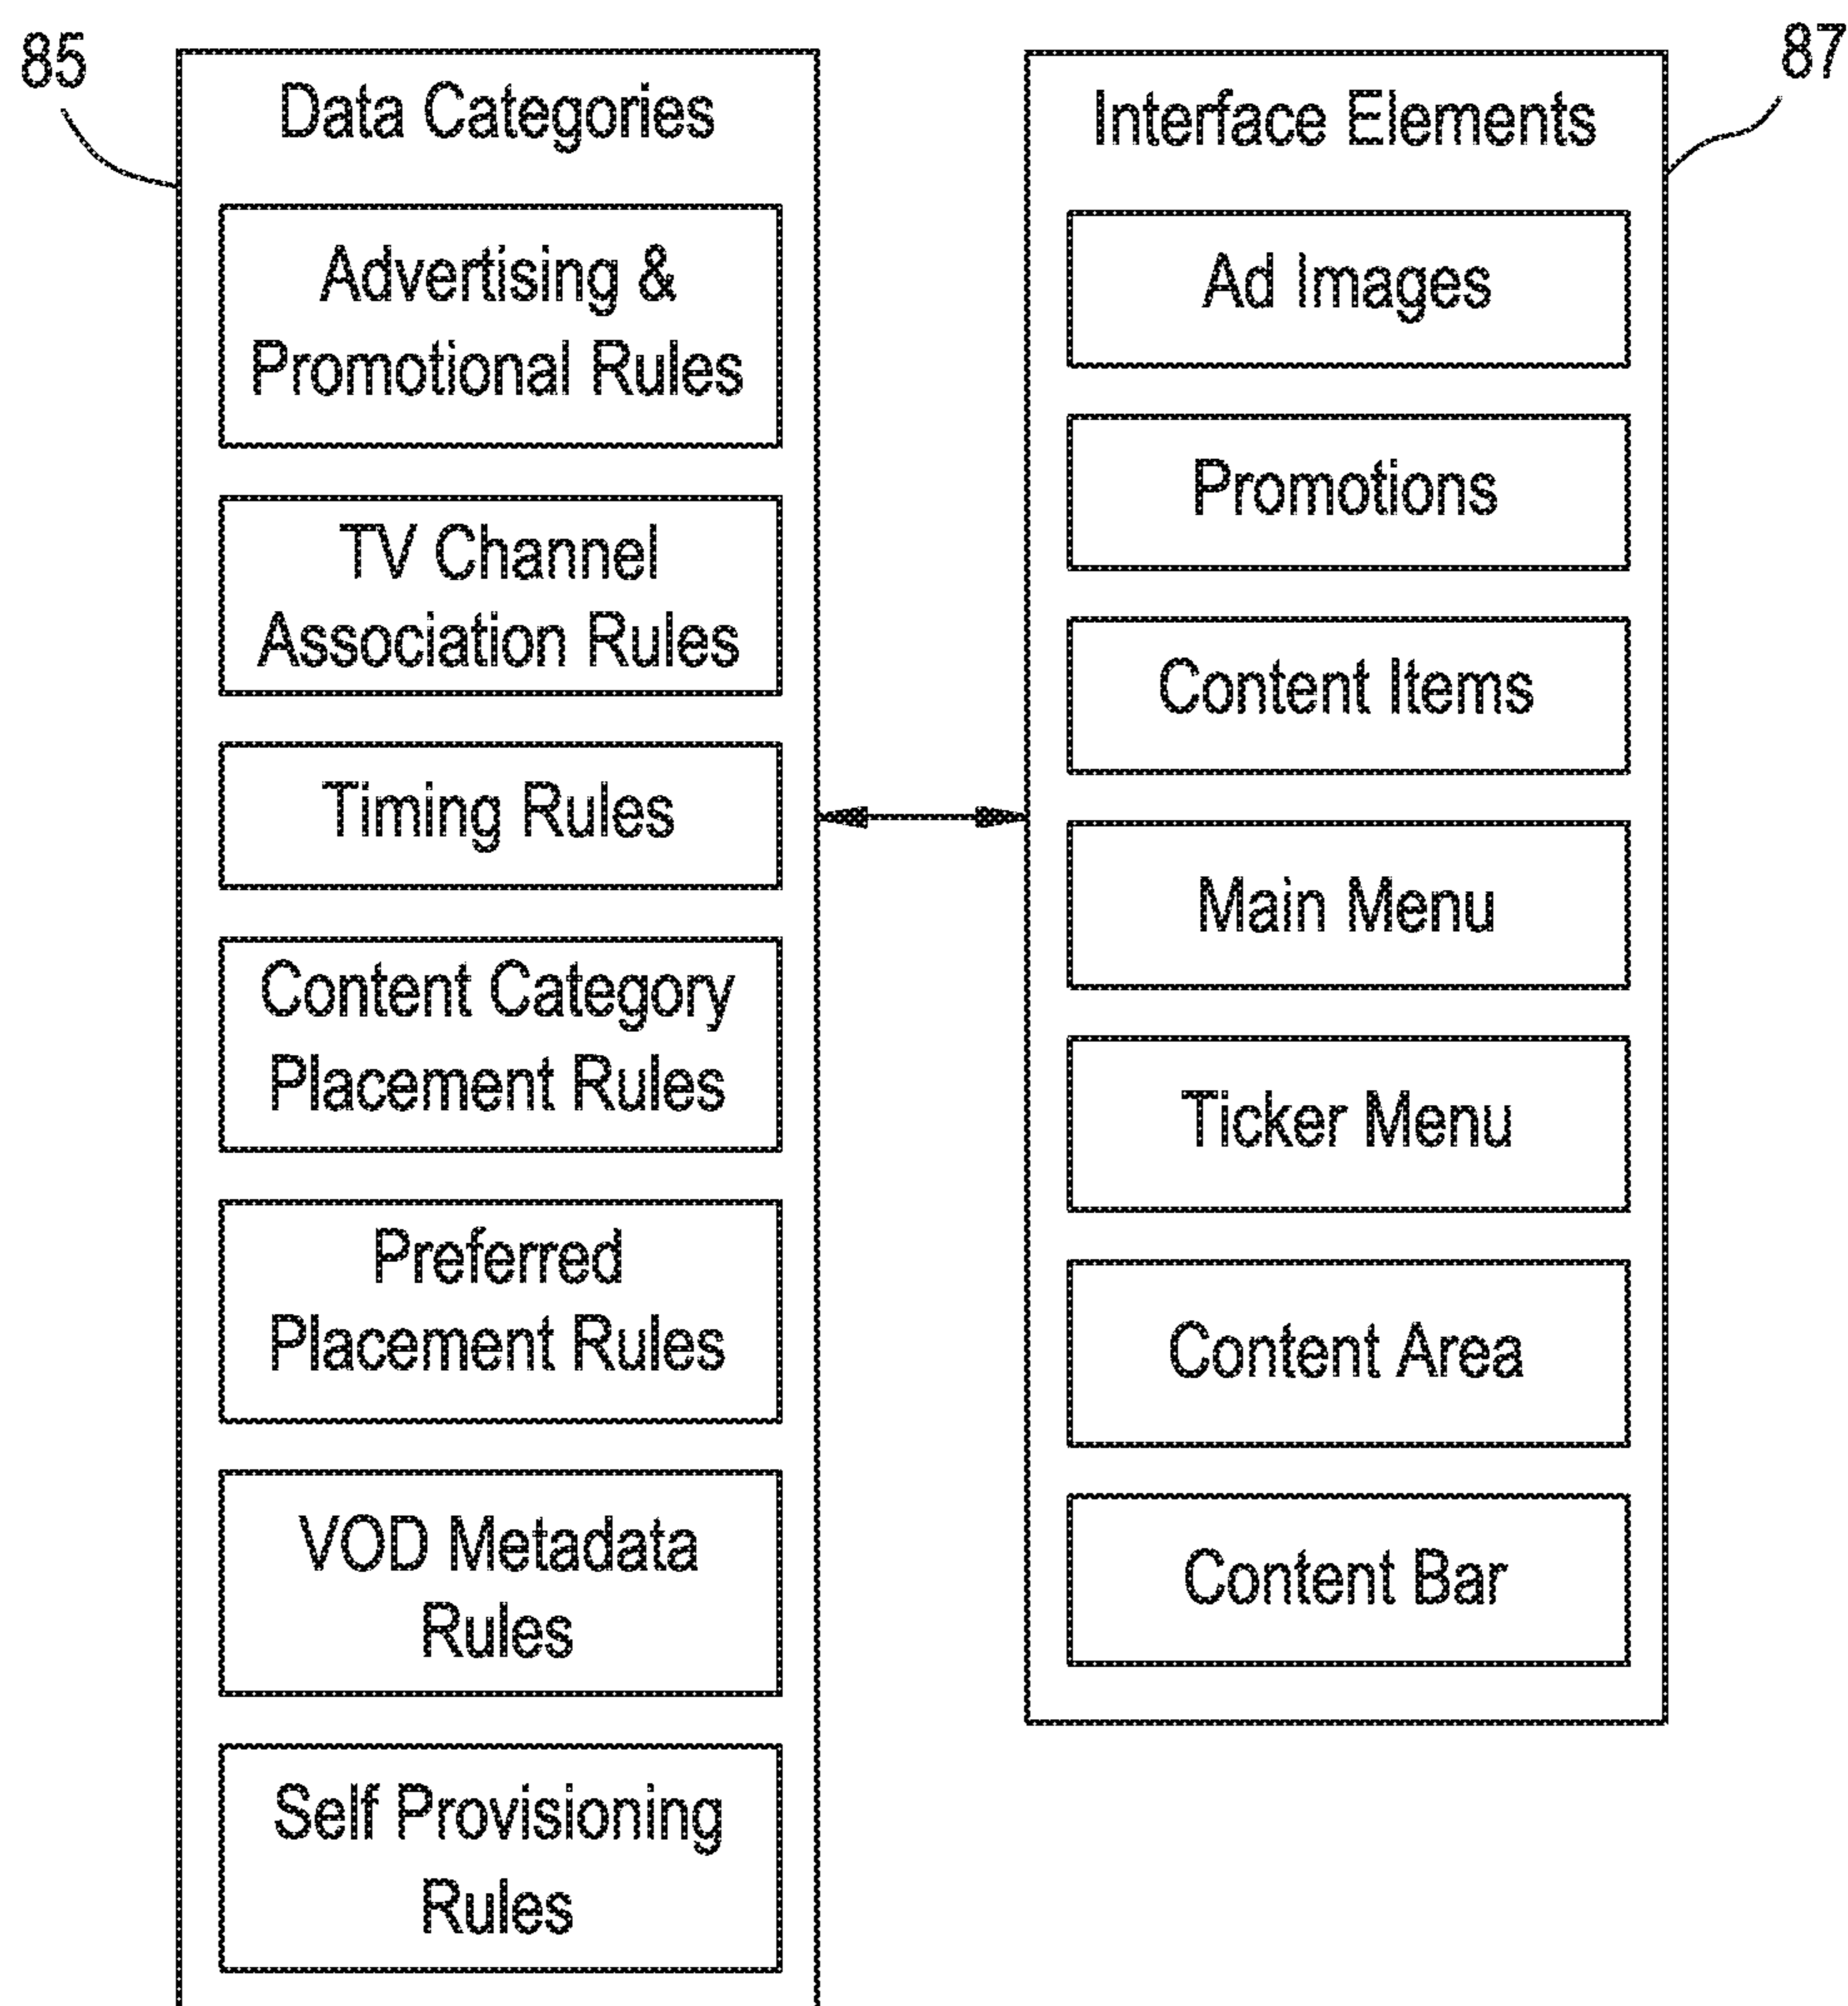 85
Data Categories
Advertising &
Promotional Rules
TV Channel
Association Rules
Timing Rules
Content Category
Placement Rules
Preferred
Placement Rules
VOD Metadata
Rules
Self Provisioning
Rules
87
Interface Elements
Ad Images
Promotions
Content Items
Main Menu
Ticker Menu
Content Area
Content Bar